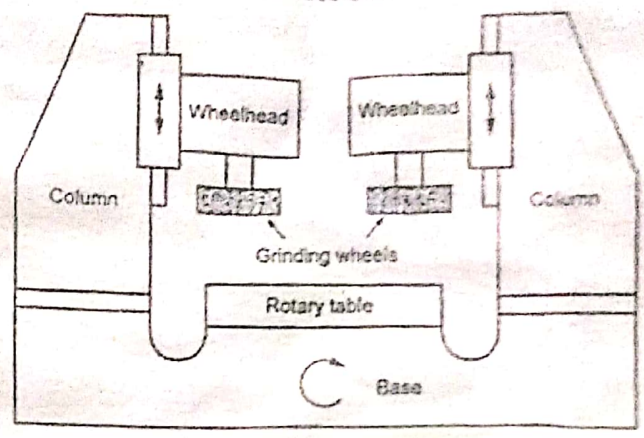 Wheelhead
Wheelhead
Column
Column
Grinding wheels
Rotary table
Base